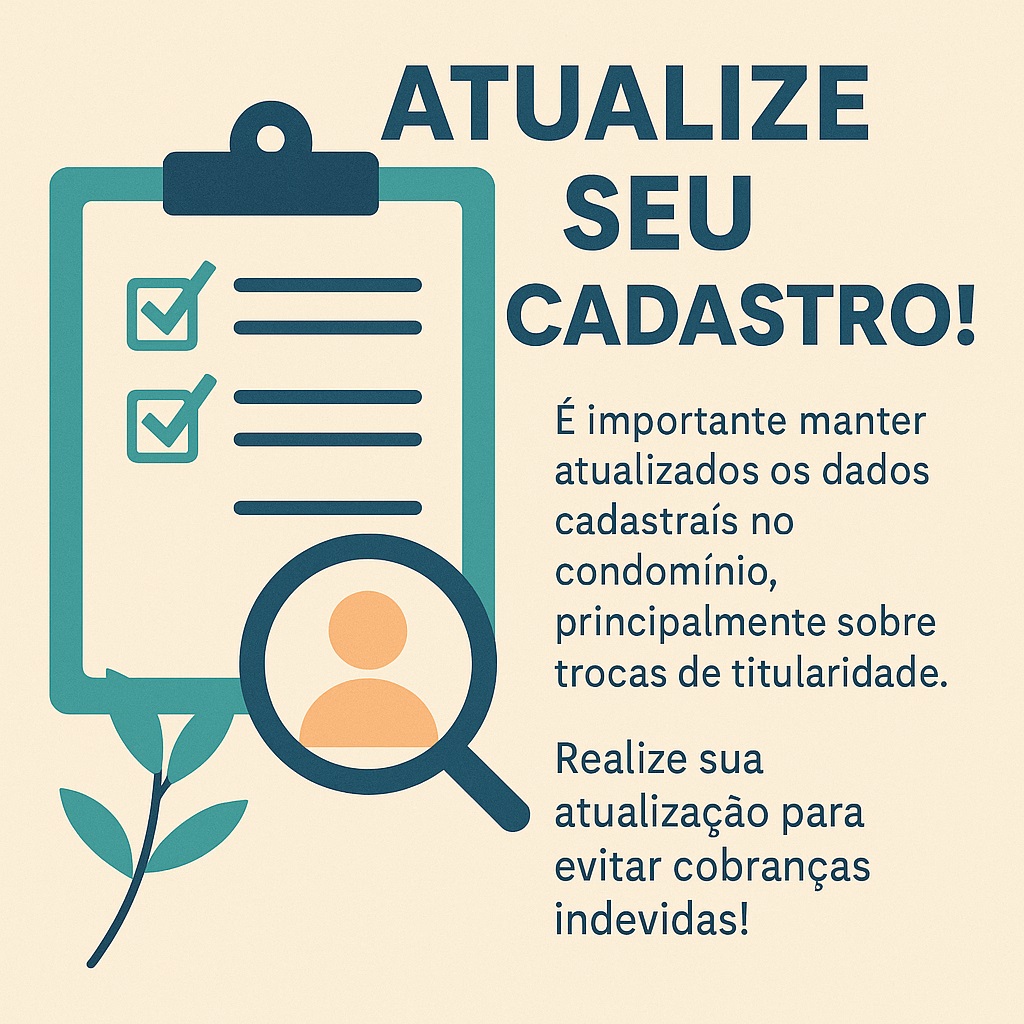 ATUALIZE
SEU
CADASTRO!
É importante manter
atualizados os dados
cadastraís no
condomínio,
principalmente sobre
trocas de titularidade.
Realize sua
atualização para
evitar cobranças
indevidas!